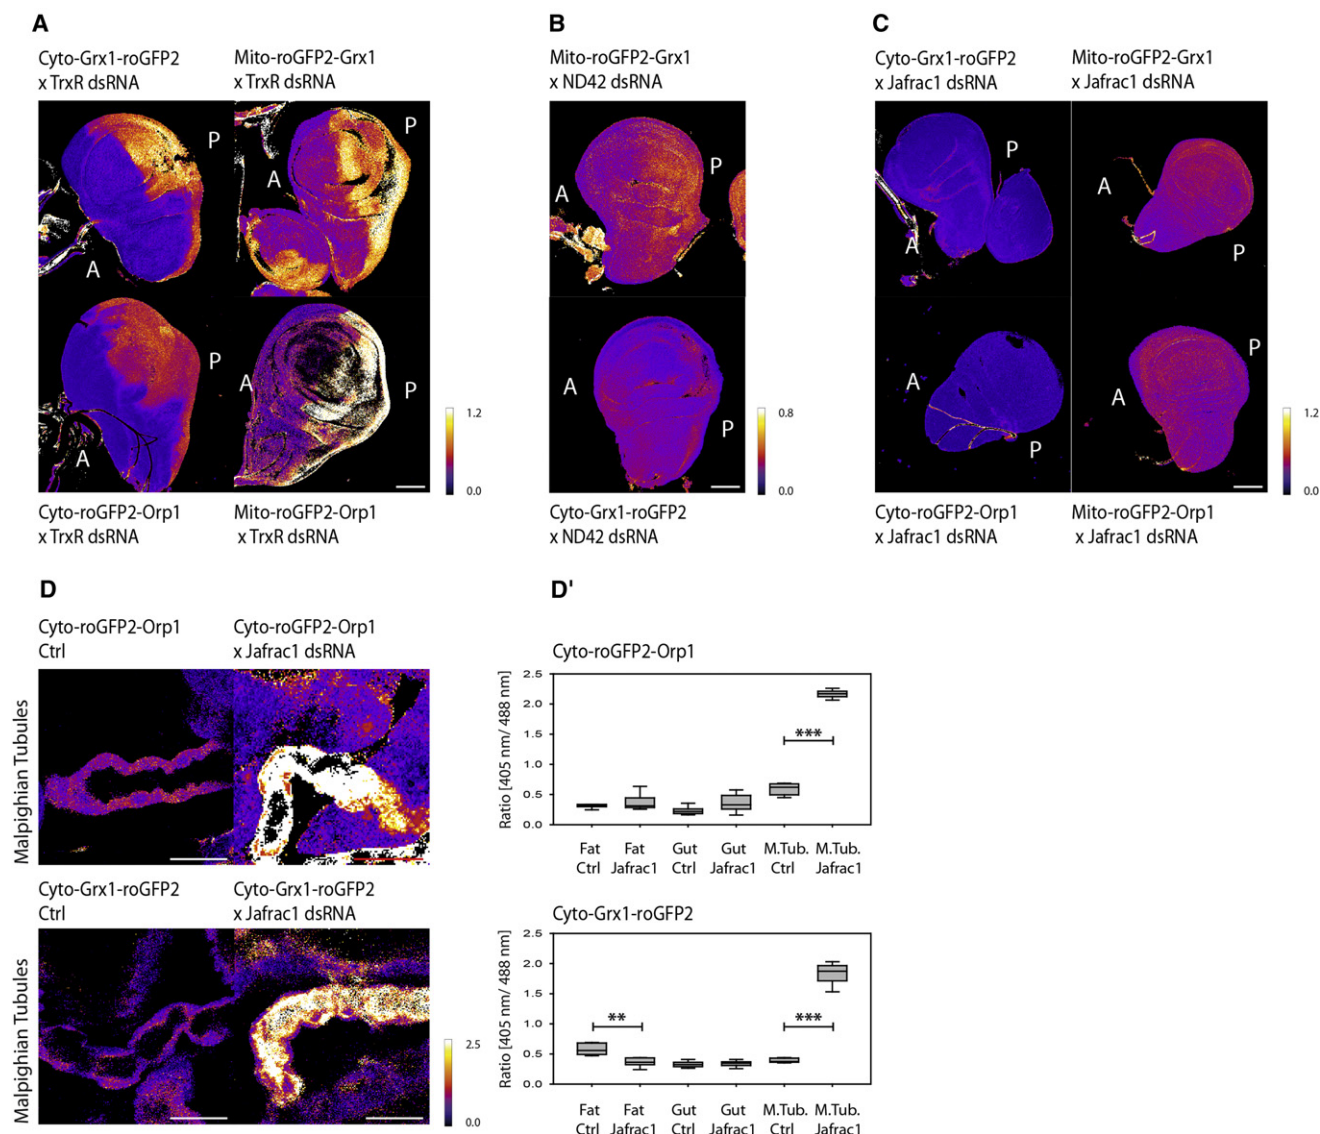 A
B
C
Cyto-Grx1-roGFP2
x TrxR dsRNA
Mito-roGFP2-Grx1
x TrxR dsRNA
Mito-roGFP2-Grx1
x ND42 dsRNA
Cyto-Grx1-roGFP2
x Jafrac1 dsRNA
Mito-roGFP2-Grx1
x Jafrac1 dsRNA
P
A
P
A
P
A
P
A
A
P
P
A
P
A
1.2
0.0
A
P
0.8
0.0
A
P
A
P
1.2
0.0
Cyto-roGFP2-Orp1
x TrxR dsRNA
Mito-roGFP2-Orp1
x TrxR dsRNA
Cyto-Grx1-roGFP2
x ND42 dsRNA
Cyto-roGFP2-Orp1
x Jafrac1 dsRNA
Mito-roGFP2-Orp1
x Jafrac1 dsRNA
D
Cyto-roGFP2-Orp1
Ctrl
Cyto-roGFP2-Orp1
x Jafrac1 dsRNA
Malpighian Tubules
Cyto-Grx1-roGFP2
Ctrl
Cyto-Grx1-roGFP2
x Jafrac1 dsRNA
Malpighian Tubules
2.5
0.0
D'
Cyto-roGFP2-Orp1
Ratio [405 nm/ 488 nm]
2.5
2.0
1.5
1.0
0.5
0.0
***
Fat Fat Gut Gut M.Tub. M.Tub.
Ctrl Jafrac1 Ctrl Jafrac1 Ctrl Jafrac1
Cyto-Grx1-roGFP2
Ratio [405 nm/ 488 nm]
2.5
2.0
1.5
1.0
0.5
0.0
** ***
Fat Fat Gut Gut M.Tub. M.Tub.
Ctrl Jafrac1 Ctrl Jafrac1 Ctrl Jafrac1